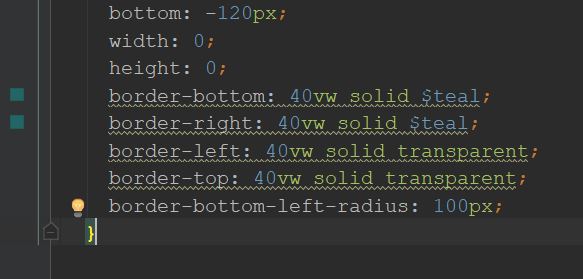 bottom: -120px;
width: 0;
height: 0;
border-bottom: 40vw solid $teal;
border-right: 40vw solid $teal;
border-left: 40vw solid transparent;
border-top: 40vw solid transparent;
border-bottom-left-radius: 100px;
}